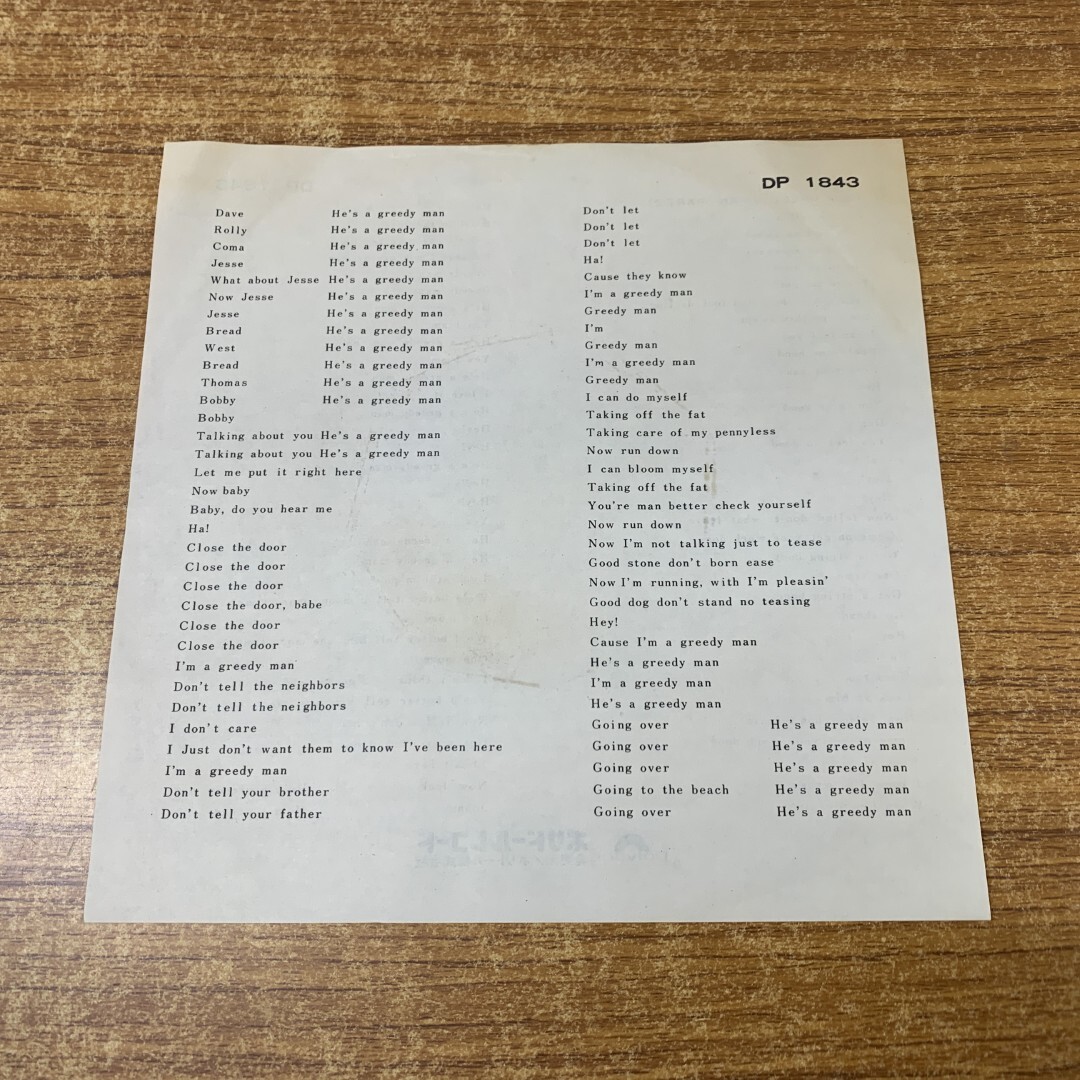 DP 1843
Dave He's a greedy man
Rolly He's a greedy man
Coma He's a greedy man
Jesse He's a greedy man
What about Jesse He's a greedy man
Now Jesse He's a greedy man
Jesse He's a greedy man
Bread He's a greedy man
West He's a greedy man
Bread He's a greedy man
Thomas He's a greedy man
Bobby He's a greedy man
Bobby
Talking about you He's a greedy man
Talking about you He's a greedy man
Let me put it right here
Now baby
Baby, do you hear me
Ha!
Close the door
Close the door
Close the door
Close the door, babe
Close the door
Close the door
I'm a greedy man
Don't tell the neighbors
Don't tell the neighbors
I don't care
I Just don't want them to know I've been here
I'm a greedy man
Don't tell your brother
Don't tell your father
Don't let
Don't let
Don't let
Ha!
Cause they know
I'm a greedy man
Greedy man
I'm
Greedy man
I'm a greedy man
Greedy man
I can do myself
Taking off the fat
Taking care of my pennyless
Now run down
I can bloom myself
Taking off the fat
You're man better check yourself
Now run down
Now I'm not talking just to tease
Good stone don't born ease
Now I'm running, with I'm pleasin'
Good dog don't stand no teasing
Hey!
Cause I'm a greedy man
He's a greedy man
I'm a greedy man
He's a greedy man
Going over He's a greedy man
Going over He's a greedy man
Going over He's a greedy man
Going to the beach He's a greedy man
Going over He's a greedy man